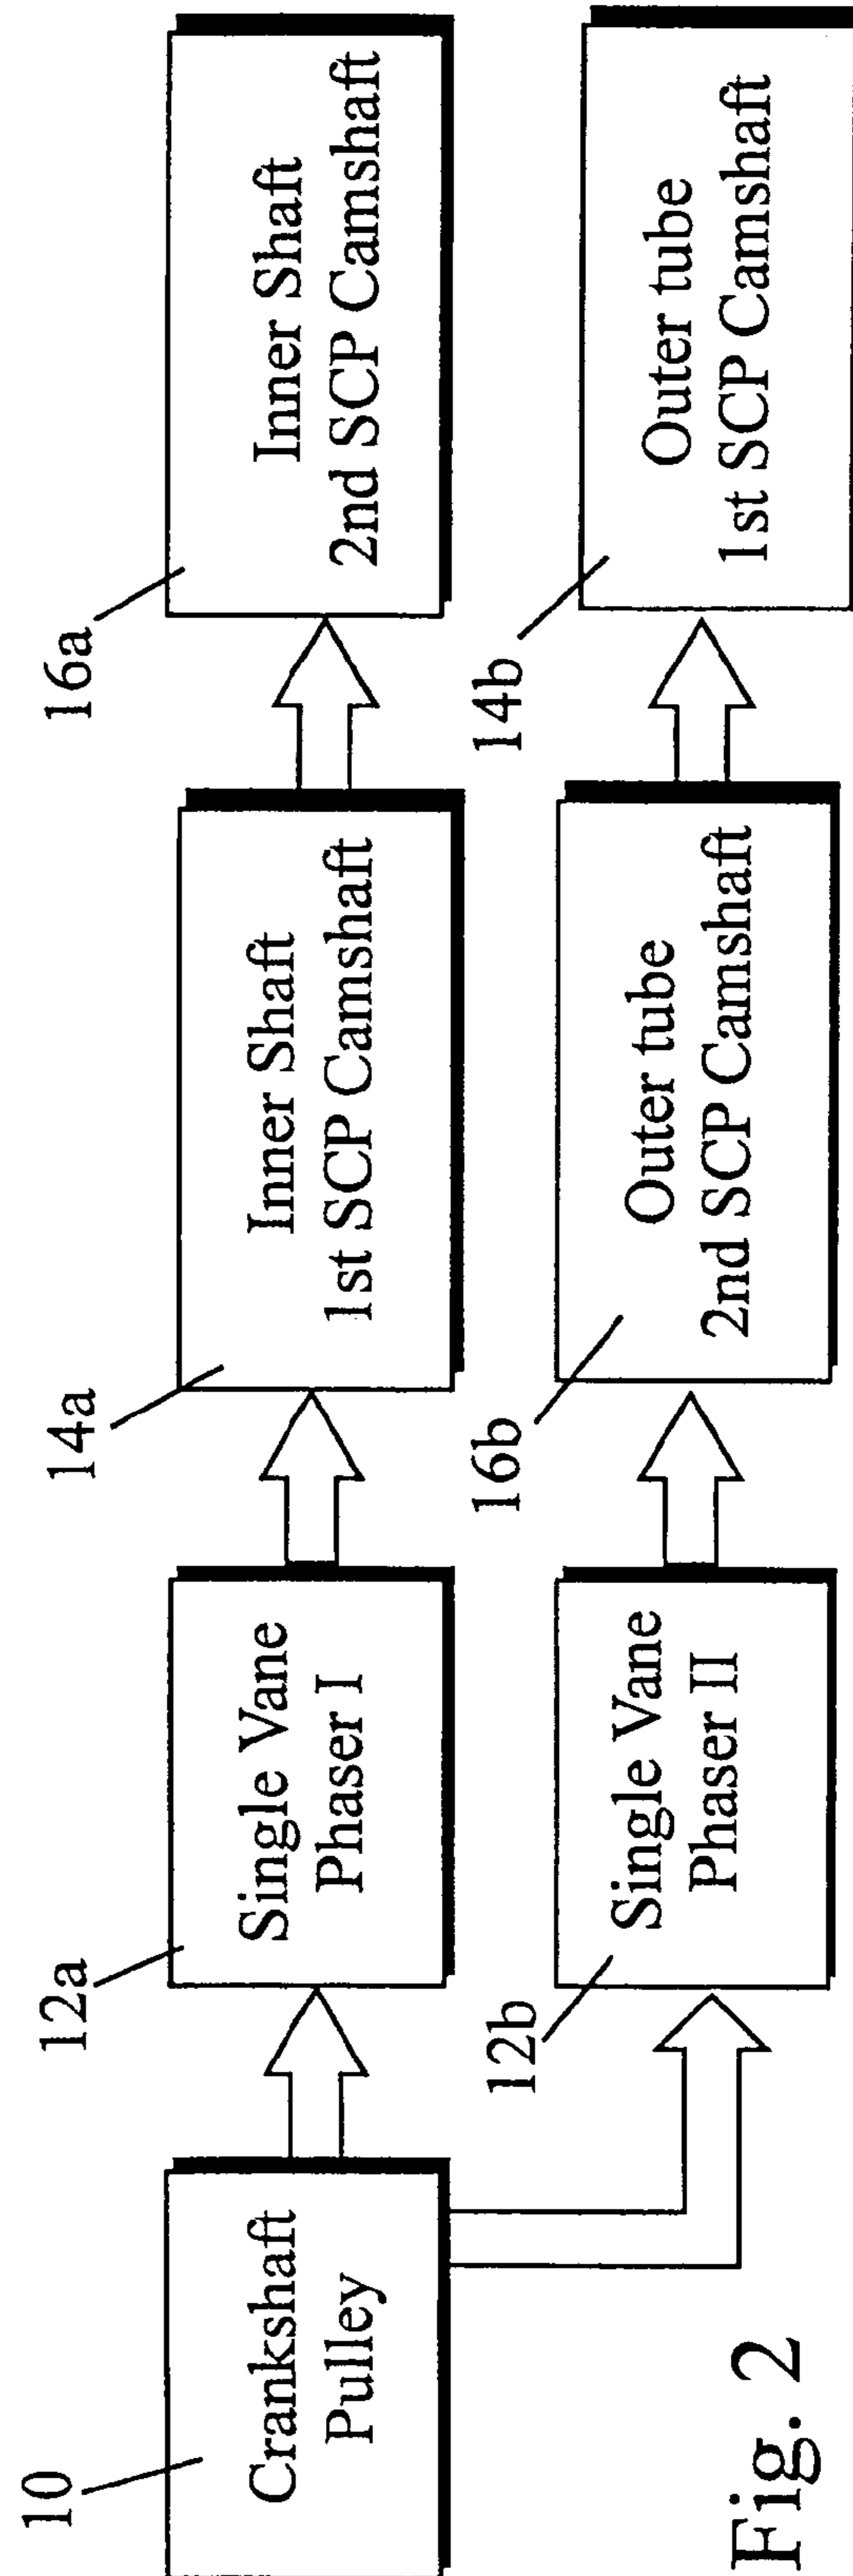 10
Crankshaft
Pulley
12a
Single Vane
Phaser I
14a
Inner Shaft
1st SCP Camshaft
16a
Inner Shaft
2nd SCP Camshaft
12b
Single Vane
Phaser II
16b
Outer tube
2nd SCP Camshaft
14b
Outer tube
1st SCP Camshaft
Fig. 2